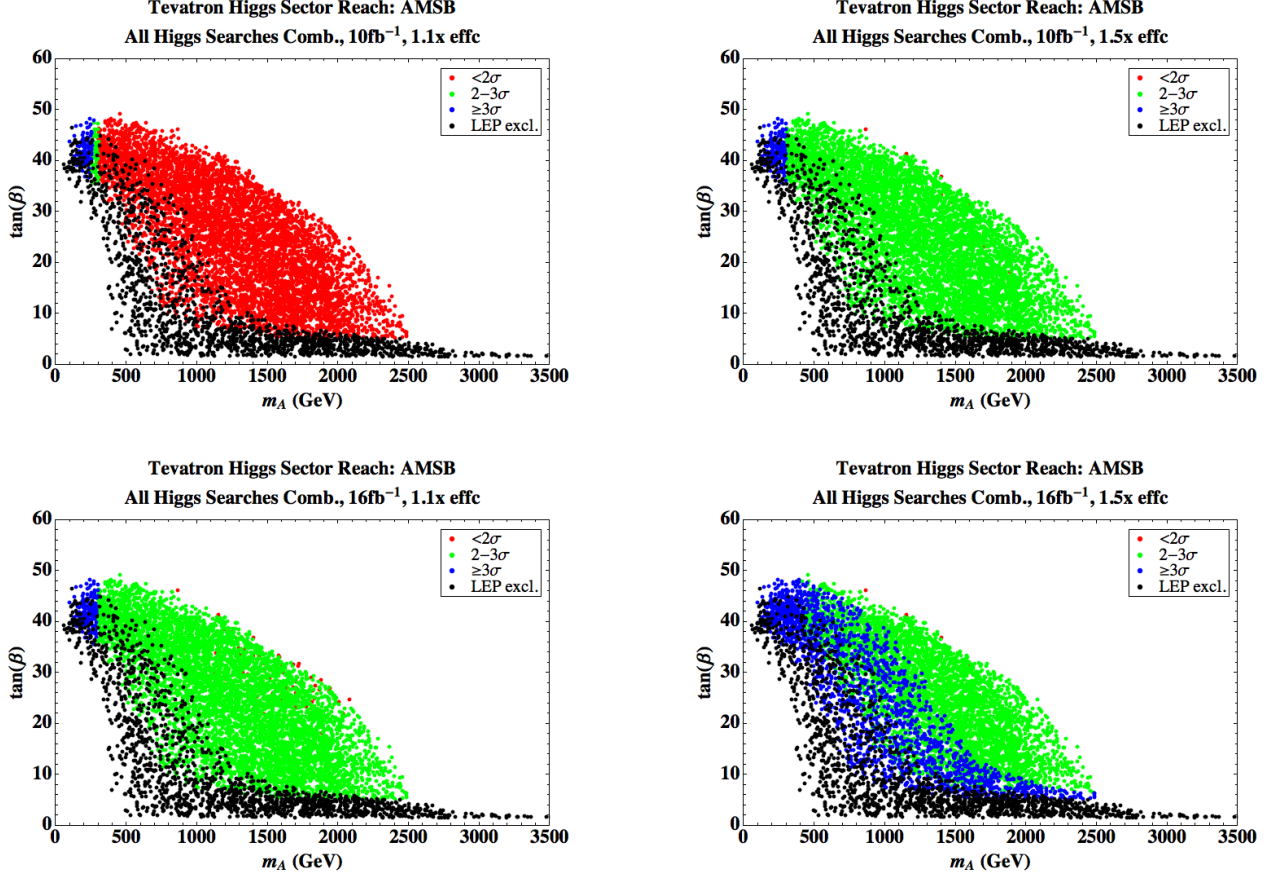 Tevatron Higgs Sector Reach: AMSB
All Higgs Searches Comb., 10fb⁻¹, 1.1x effc
60
50
40
30
20
10
0
tan(β)
<2σ
2−3σ
≥3σ
LEP excl.
0 500 1000 1500 2000 2500 3000 3500
m_A (GeV)
Tevatron Higgs Sector Reach: AMSB
All Higgs Searches Comb., 10fb⁻¹, 1.5x effc
60
50
40
30
20
10
0
tan(β)
<2σ
2−3σ
≥3σ
LEP excl.
0 500 1000 1500 2000 2500 3000 3500
m_A (GeV)
Tevatron Higgs Sector Reach: AMSB
All Higgs Searches Comb., 16fb⁻¹, 1.1x effc
60
50
40
30
20
10
0
tan(β)
<2σ
2−3σ
≥3σ
LEP excl.
0 500 1000 1500 2000 2500 3000 3500
m_A (GeV)
Tevatron Higgs Sector Reach: AMSB
All Higgs Searches Comb., 16fb⁻¹, 1.5x effc
60
50
40
30
20
10
0
tan(β)
<2σ
2−3σ
≥3σ
LEP excl.
0 500 1000 1500 2000 2500 3000 3500
m_A (GeV)